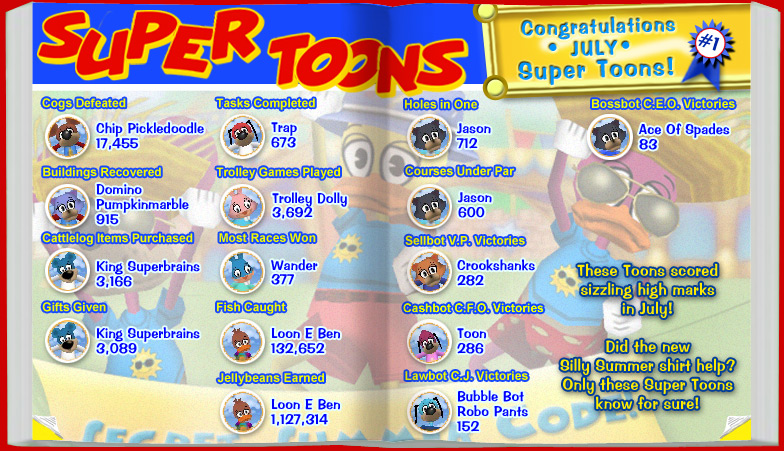 SUPER TOONS
Congratulations
• JULY •
Super Toons!
#1
Cogs Defeated
Chip Pickledoodle
17,455
Buildings Recovered
Domino
Pumpkinmarble
915
Cattlelog Items Purchased
King Superbrains
3,166
Gifts Given
King Superbrains
3,089
Tasks Completed
Trap
673
Trolley Games Played
Trolley Dolly
3,692
Most Races Won
Wander
377
Fish Caught
Loon E Ben
132,652
Jellybeans Earned
Loon E Ben
1,127,314
Holes in One
Jason
712
Courses Under Par
Jason
600
Sellbot V.P. Victories
Crookshanks
282
Cashbot C.F.O. Victories
Toon
286
Lawbot C.J. Victories
Bubble Bot
Robo Pants
152
Bossbot C.E.O. Victories
Ace Of Spades
83
These Toons scored
sizzling high marks
in July!
Did the new
Silly Summer shirt help?
Only these Super Toons
know for sure!
Secret Summer Code!